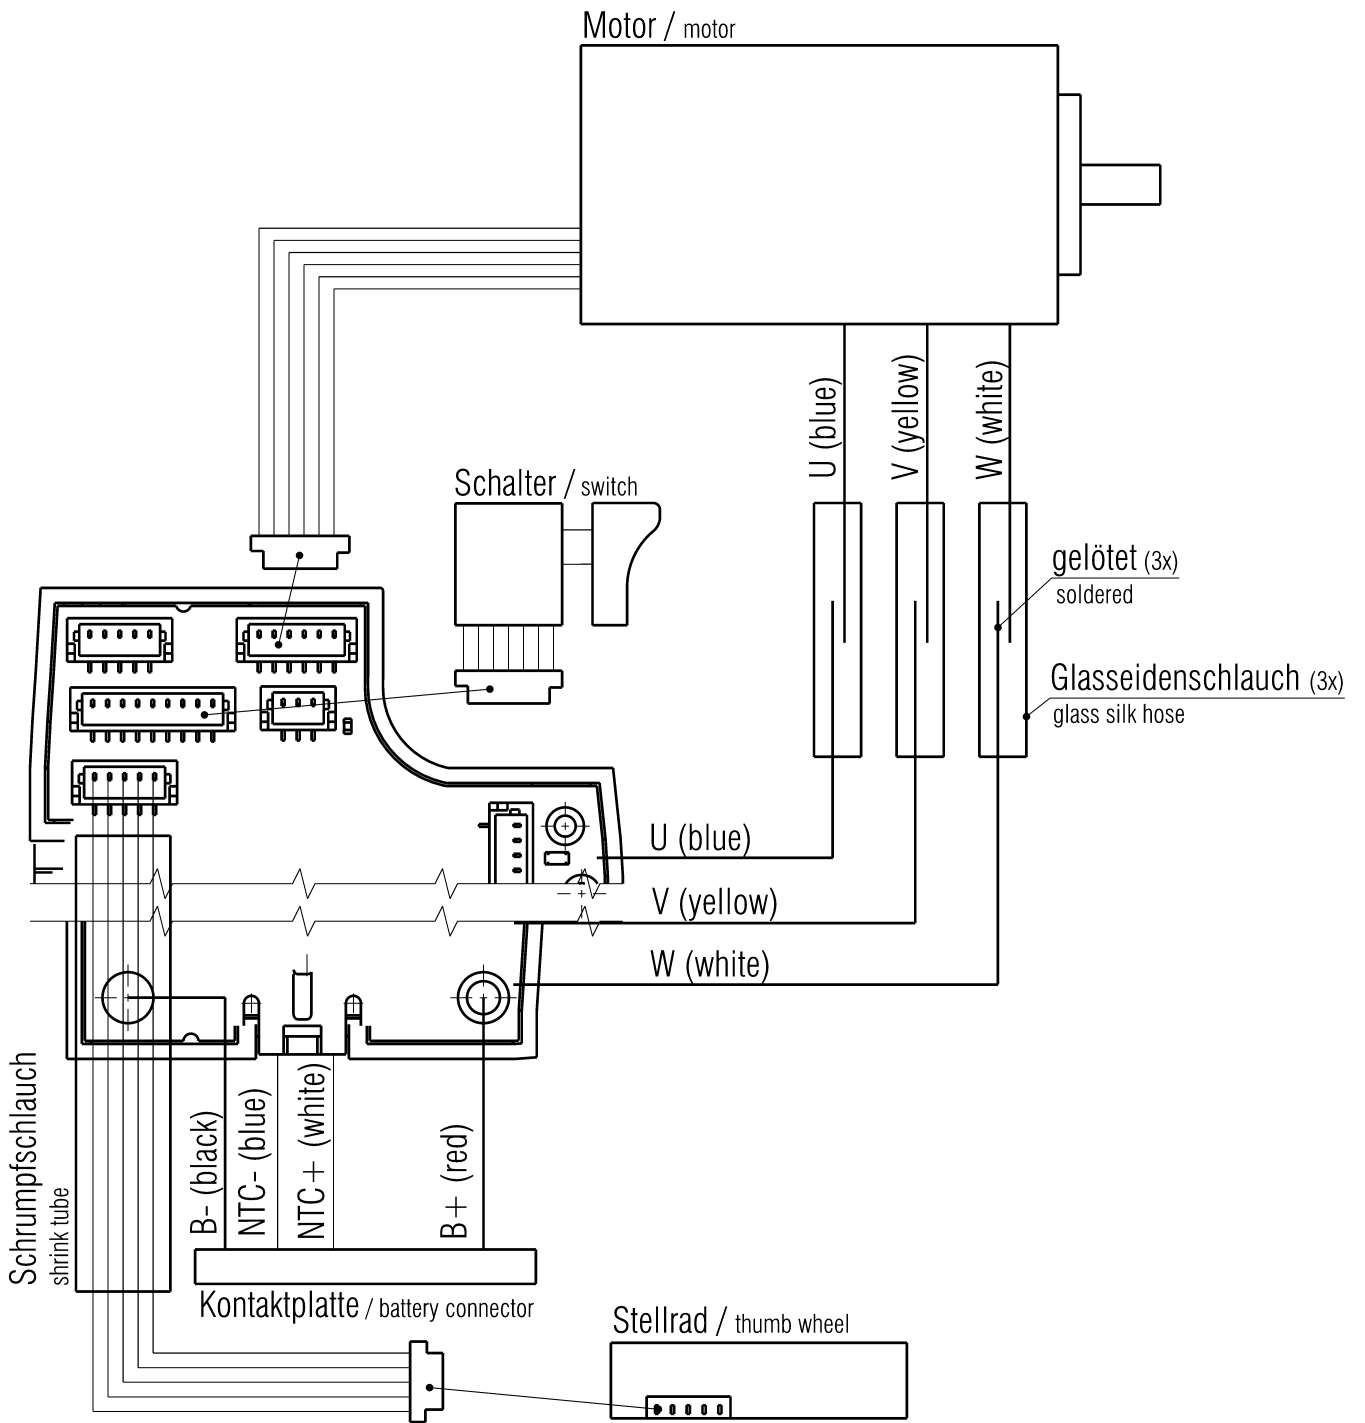 Motor / motor
U (blue)
V (yellow)
W (white)
Schalter / switch
gelötet (3x)
soldered
Glasseidenschlauch (3x)
glass silk hose
U (blue)
V (yellow)
W (white)
Schrumpfschlauch
shrink tube
B- (black)
NTC- (blue)
NTC+ (white)
B+ (red)
Kontaktplatte / battery connector
Stellrad / thumb wheel